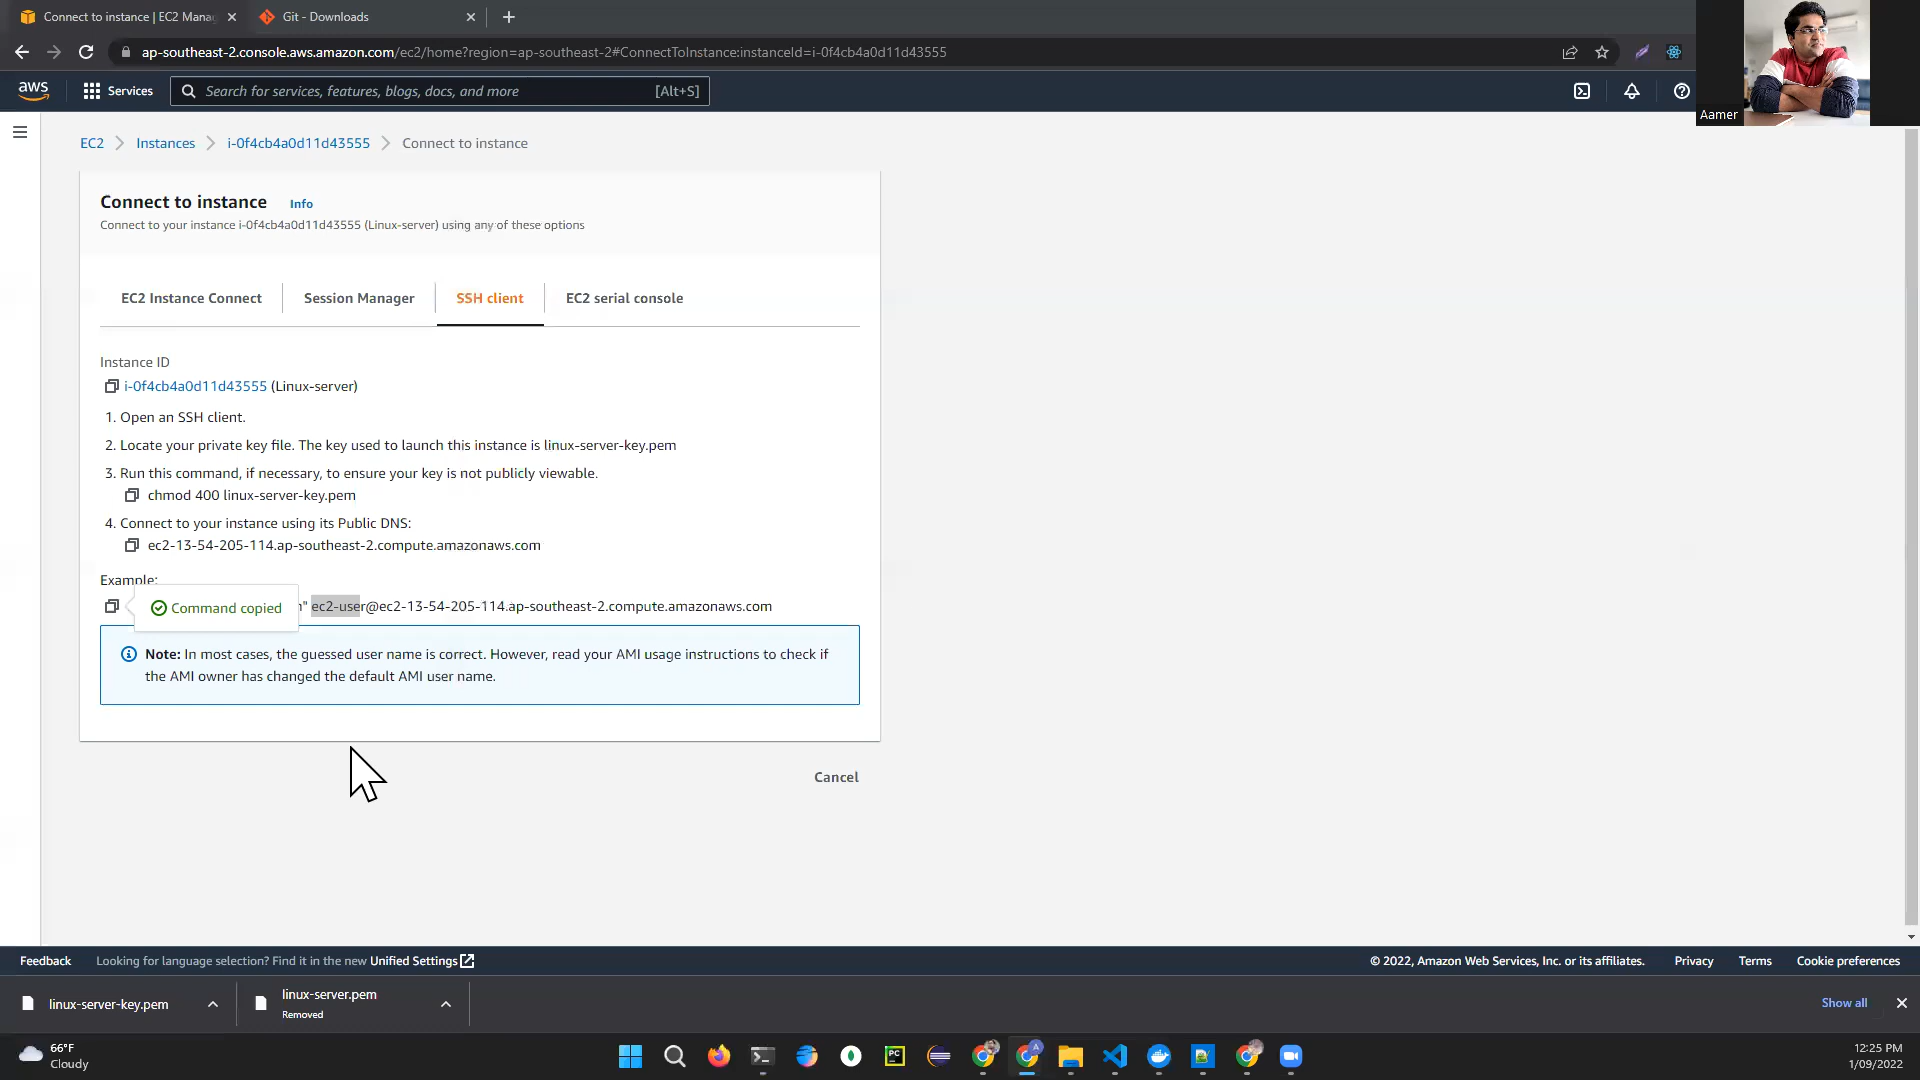 Connect to instance | EC2 Mana
Git - Downloads
ap-southeast-2.console.aws.amazon.com/ec2/home?region=ap-southeast-2#ConnectToInstance:instanceId=i-0f4cb4a0d11d43555
aws
Services
Search for services, features, blogs, docs, and more
[Alt+S]
Aamer
EC2
Instances
i-0f4cb4a0d11d43555
Connect to instance
Connect to instance
Info
Connect to your instance i-0f4cb4a0d11d43555 (Linux-server) using any of these options
EC2 Instance Connect
Session Manager
SSH client
EC2 serial console
Instance ID
i-0f4cb4a0d11d43555 (Linux-server)
1. Open an SSH client.
2. Locate your private key file. The key used to launch this instance is linux-server-key.pem
3. Run this command, if necessary, to ensure your key is not publicly viewable.
chmod 400 linux-server-key.pem
4. Connect to your instance using its Public DNS:
ec2-13-54-205-114.ap-southeast-2.compute.amazonaws.com
Example:
Command copied
" ec2-user@ec2-13-54-205-114.ap-southeast-2.compute.amazonaws.com
Note: In most cases, the guessed user name is correct. However, read your AMI usage instructions to check if
the AMI owner has changed the default AMI user name.
Cancel
Feedback
Looking for language selection? Find it in the new Unified Settings
© 2022, Amazon Web Services, Inc. or its affiliates.
Privacy
Terms
Cookie preferences
linux-server-key.pem
linux-server.pem
Removed
Show all
66°F
Cloudy
PC
A
12:25 PM
1/09/2022